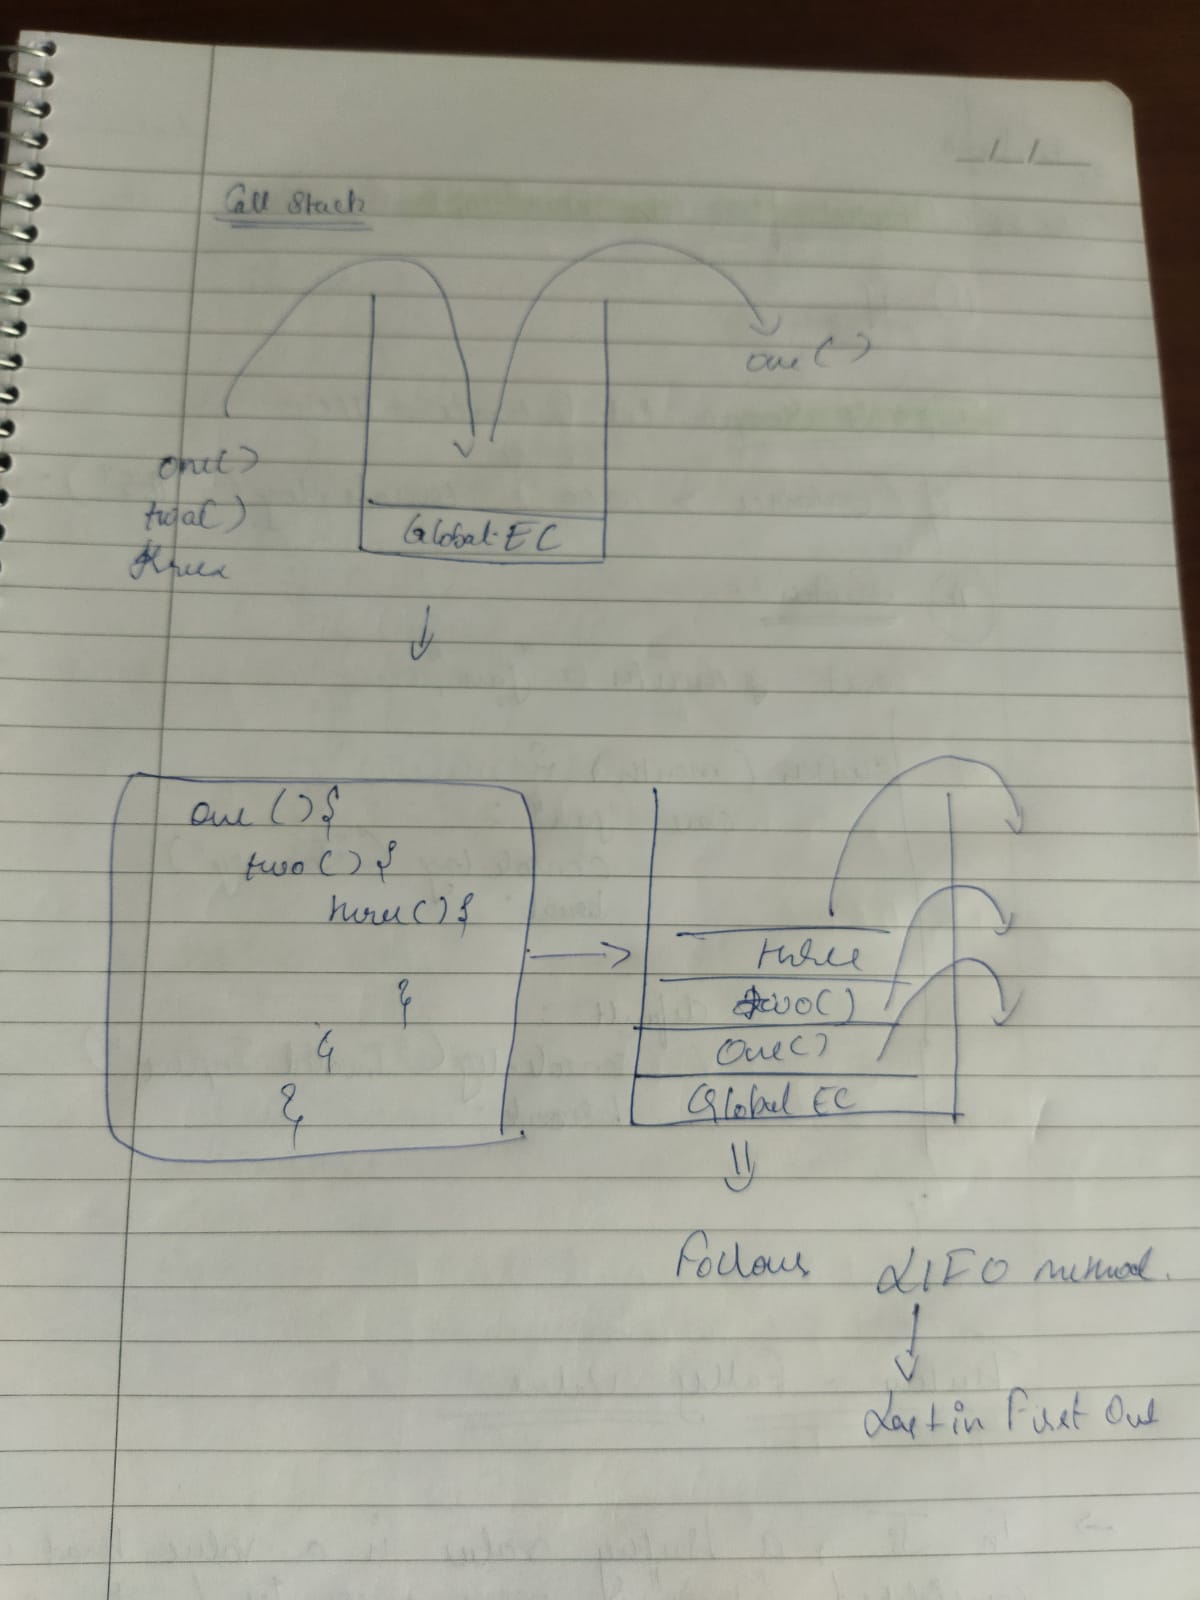 Call Stack
one()
one()
two()
three
Global EC
one () {
two () {
three () {
}
}
}
three
two()
one()
Global EC
Follows LIFO method.
Last in First Out